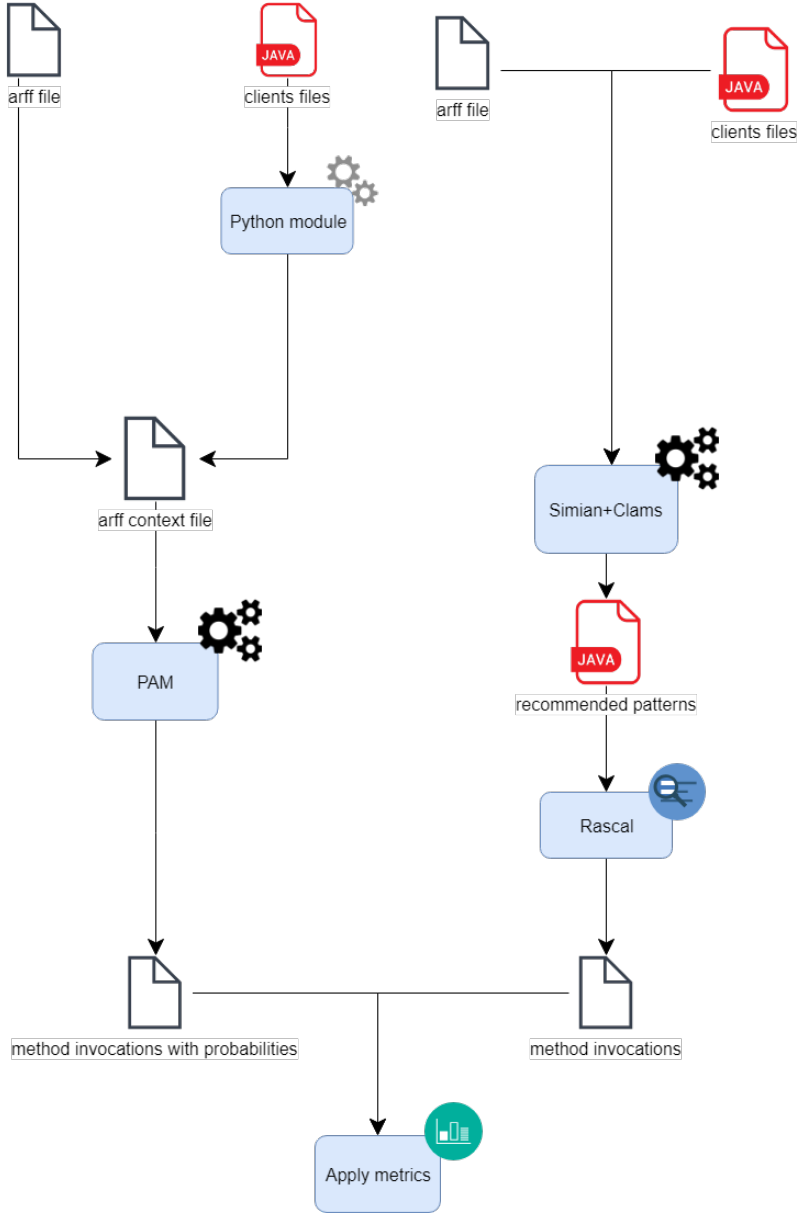 JAVA
arff file
clients files
arff file
JAVA
clients files
Python module
arff context file
Simian+Clams
PAM
JAVA
recommended patterns
Rascal
method invocations with probabilities
method invocations
Apply metrics